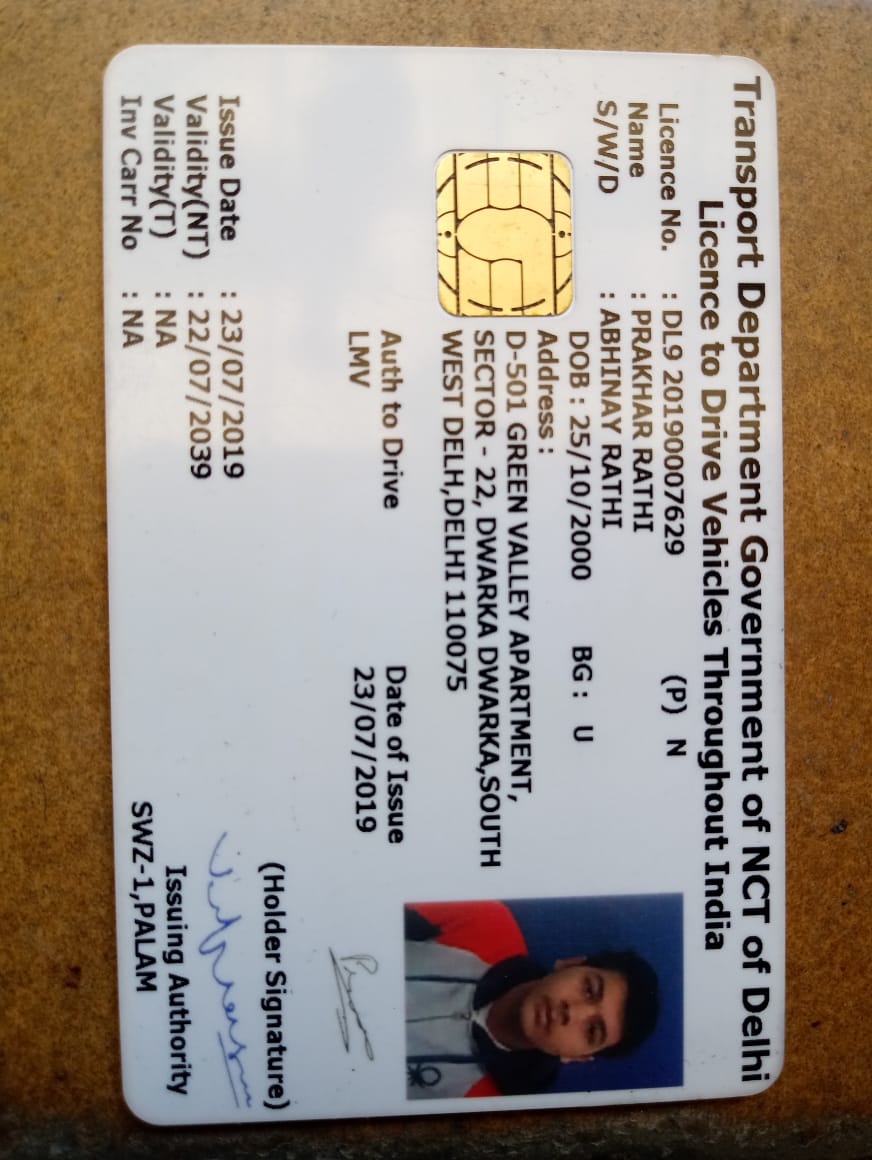 Transport Department Government of NCT of Delhi
Licence to Drive Vehicles Throughout India
Licence No. : DL9 20190007629 (P) N
Name : PRAKHAR RATHI
S/W/D : ABHINAY RATHI
DOB : 25/10/2000 BG : U
Address :
D-501 GREEN VALLEY APARTMENT,
SECTOR - 22, DWARKA DWARKA,SOUTH
WEST DELH,DELHI 110075
Auth to Drive Date of Issue
LMV 23/07/2019
Issue Date : 23/07/2019
Validity(NT) : 22/07/2039
Validity(T) : NA
Inv Carr No : NA
(Holder Signature)
Issuing Authority
SWZ-1,PALAM